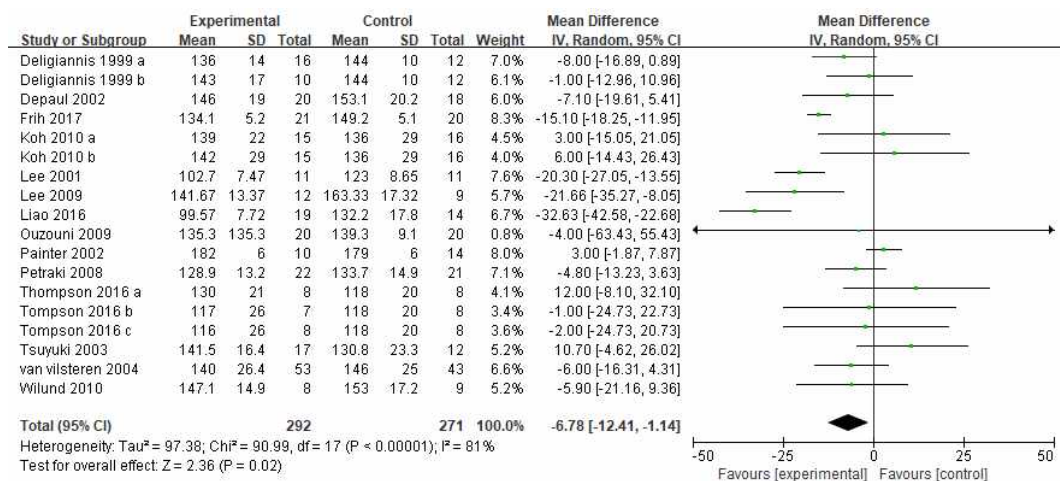 Experimental Control Mean Difference Mean Difference
Study or Subgroup Mean SD Total Mean SD Total Weight IV, Random, 95% CI IV, Random, 95% CI
Deligiannis 1999 a 136 14 16 144 10 12 7.0% -8.00 [-16.89, 0.89]
Deligiannis 1999 b 143 17 10 144 10 12 6.1% -1.00 [-12.96, 10.96]
Depaul 2002 146 19 20 153.1 20.2 18 6.0% -7.10 [-19.61, 5.41]
Frih 2017 134.1 5.2 21 149.2 5.1 20 8.3% -15.10 [-18.25, -11.95]
Koh 2010 a 139 22 15 136 29 16 4.5% 3.00 [-15.05, 21.05]
Koh 2010 b 142 29 15 136 29 16 4.0% 6.00 [-14.43, 26.43]
Lee 2001 102.7 7.47 11 123 8.65 11 7.6% -20.30 [-27.05, -13.55]
Lee 2009 141.67 13.37 12 163.33 17.32 9 5.6% -21.66 [-35.27, -8.05]
Liao 2016 99.57 7.72 19 132.2 17.8 14 6.7% -32.63 [-42.58, -22.68]
Ouzouni 2009 135.3 135.3 20 139.3 9.1 20 0.8% -4.00 [-63.43, 55.43]
Painter 2002 182 6 10 179 6 14 8.0% 3.00 [-1.87, 7.87]
Petraki 2008 128.9 13.2 22 133.7 14.9 21 7.1% -4.80 [-13.23, 3.63]
Thompson 2016 a 130 21 8 118 20 8 4.1% 12.00 [-8.10, 32.10]
Tompson 2016 b 117 26 7 118 20 8 3.5% -1.00 [-24.73, 22.73]
Tompson 2016 c 116 26 8 118 20 8 3.6% -2.00 [-24.73, 20.73]
Tsuyuki 2003 141.5 16.4 17 130.8 23.3 12 5.2% 10.70 [-4.62, 26.02]
van vilsteren 2004 140 26.4 53 146 25 43 6.6% -6.00 [-16.31, 4.31]
Wilund 2010 147.1 14.9 8 153 17.2 9 5.2% -5.90 [-21.16, 9.36]
Total (95% CI) 292 271 100.0% -6.78 [-12.41, -1.14]
Heterogeneity: Tau² = 97.38; Chi² = 90.99, df = 17 (P < 0.00001); I² = 81%
Test for overall effect: Z = 2.36 (P = 0.02)
-50 -25 0 25 50
Favours [experimental] Favours [control]